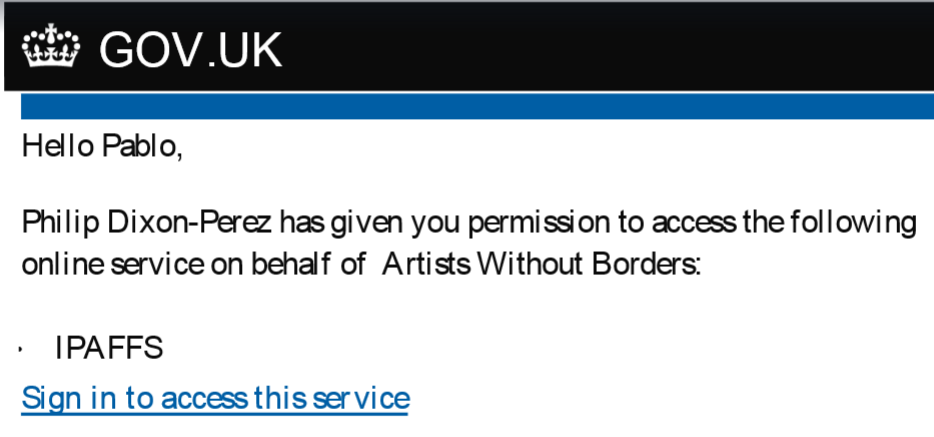 GOV.UK
Hello Pablo,
Philip Dixon-Perez has given you permission to access the following
online service on behalf of Artists Without Borders:
· IPAFFS
Sign in to access this service